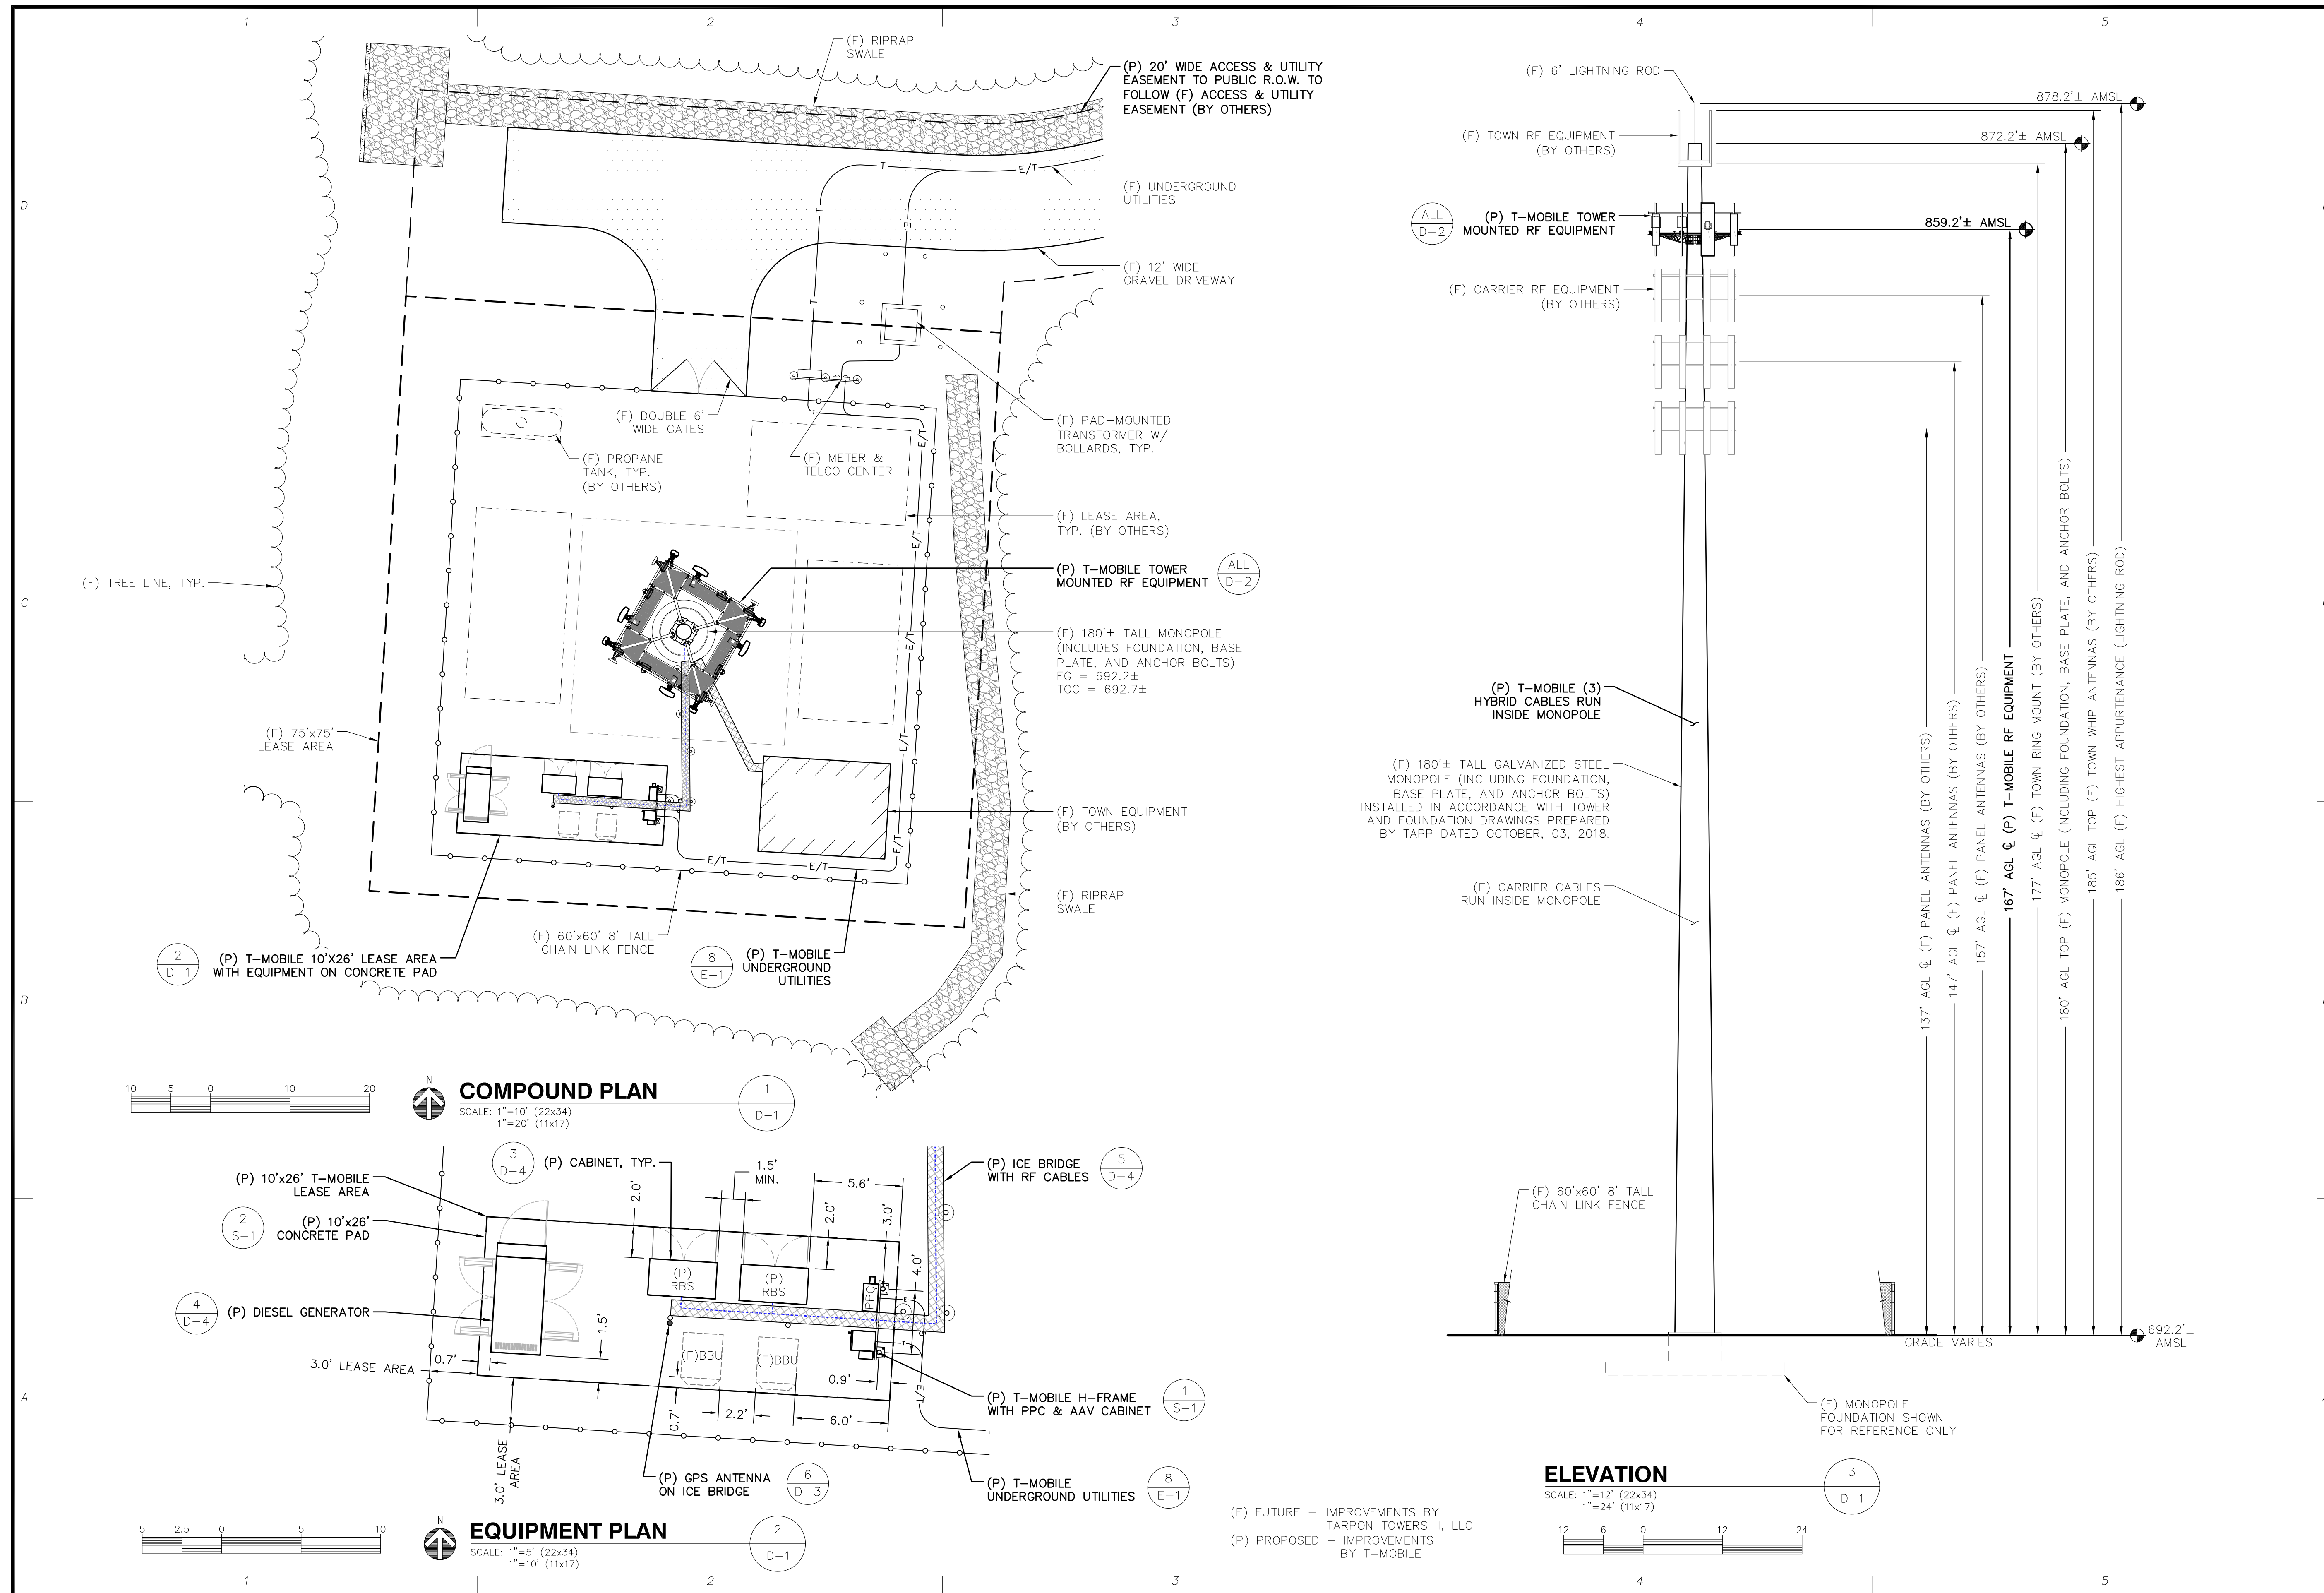 1
2
3
4
5
D
C
B
A
(F) RIPRAP
SWALE
(P) 20' WIDE ACCESS & UTILITY
EASEMENT TO PUBLIC R.O.W. TO
FOLLOW (F) ACCESS & UTILITY
EASEMENT (BY OTHERS)
T
E/T
T
E
T
(F) UNDERGROUND
UTILITIES
(F) 12' WIDE
GRAVEL DRIVEWAY
(F) DOUBLE 6'
WIDE GATES
(F) PROPANE
TANK, TYP.
(BY OTHERS)
(F) METER &
TELCO CENTER
(F) PAD-MOUNTED
TRANSFORMER W/
BOLLARDS, TYP.
T
E/T
E/T
E/T
E/T
E/T
E/T
E/T
E/T
(F) LEASE AREA,
TYP. (BY OTHERS)
(P) T-MOBILE TOWER
MOUNTED RF EQUIPMENT
ALL
D-2
(F) TREE LINE, TYP.
(F) 180'± TALL MONOPOLE
(INCLUDES FOUNDATION, BASE
PLATE, AND ANCHOR BOLTS)
FG = 692.2±
TOC = 692.7±
(F) 75'x75'
LEASE AREA
(F) TOWN EQUIPMENT
(BY OTHERS)
(F) RIPRAP
SWALE
(F) 60'x60' 8' TALL
CHAIN LINK FENCE
2
D-1
(P) T-MOBILE 10'X26' LEASE AREA
WITH EQUIPMENT ON CONCRETE PAD
8
E-1
(P) T-MOBILE
UNDERGROUND
UTILITIES
10 5 0 10 20
N
COMPOUND PLAN
SCALE: 1"=10' (22x34)
1"=20' (11x17)
1
D-1
3
D-4
(P) CABINET, TYP.
1.5'
MIN.
5.6'
2.0'
2.0'
3.0'
4.0'
(P) ICE BRIDGE
WITH RF CABLES
5
D-4
(P) 10'x26' T-MOBILE
LEASE AREA
2
S-1
(P) 10'x26'
CONCRETE PAD
(P)
RBS
(P)
RBS
PPC
E
T
E/T
4
D-4
(P) DIESEL GENERATOR
1.5'
3.0' LEASE AREA
0.7'
(F)BBU
(F)BBU
0.9'
0.7'
2.2'
6.0'
3.0' LEASE
AREA
(P) T-MOBILE H-FRAME
WITH PPC & AAV CABINET
1
S-1
(P) GPS ANTENNA
ON ICE BRIDGE
6
D-3
(P) T-MOBILE
UNDERGROUND UTILITIES
8
E-1
5 2.5 0 5 10
N
EQUIPMENT PLAN
SCALE: 1"=5' (22x34)
1"=10' (11x17)
2
D-1
(F) FUTURE - IMPROVEMENTS BY
TARPON TOWERS II, LLC
(P) PROPOSED - IMPROVEMENTS
BY T-MOBILE
(F) 6' LIGHTNING ROD
878.2'± AMSL
(F) TOWN RF EQUIPMENT
(BY OTHERS)
872.2'± AMSL
ALL
D-2
(P) T-MOBILE TOWER
MOUNTED RF EQUIPMENT
859.2'± AMSL
(F) CARRIER RF EQUIPMENT
(BY OTHERS)
(P) T-MOBILE (3)
HYBRID CABLES RUN
INSIDE MONOPOLE
(F) 180'± TALL GALVANIZED STEEL
MONOPOLE (INCLUDING FOUNDATION,
BASE PLATE, AND ANCHOR BOLTS)
INSTALLED IN ACCORDANCE WITH TOWER
AND FOUNDATION DRAWINGS PREPARED
BY TAPP DATED OCTOBER, 03, 2018.
(F) CARRIER CABLES
RUN INSIDE MONOPOLE
137' AGL ℄ (F) PANEL ANTENNAS (BY OTHERS)
147' AGL ℄ (F) PANEL ANTENNAS (BY OTHERS)
157' AGL ℄ (F) PANEL ANTENNAS (BY OTHERS)
167' AGL ℄ (P) T-MOBILE RF EQUIPMENT
177' AGL ℄ (F) TOWN RING MOUNT (BY OTHERS)
180' AGL TOP (F) MONOPOLE (INCLUDING FOUNDATION, BASE PLATE, AND ANCHOR BOLTS)
185' AGL TOP (F) TOWN WHIP ANTENNAS (BY OTHERS)
186' AGL (F) HIGHEST APPURTENANCE (LIGHTNING ROD)
(F) 60'x60' 8' TALL
CHAIN LINK FENCE
692.2'±
AMSL
GRADE VARIES
(F) MONOPOLE
FOUNDATION SHOWN
FOR REFERENCE ONLY
ELEVATION
SCALE: 1"=12' (22x34)
1"=24' (11x17)
3
D-1
12 6 0 12 24
1
2
3
4
5